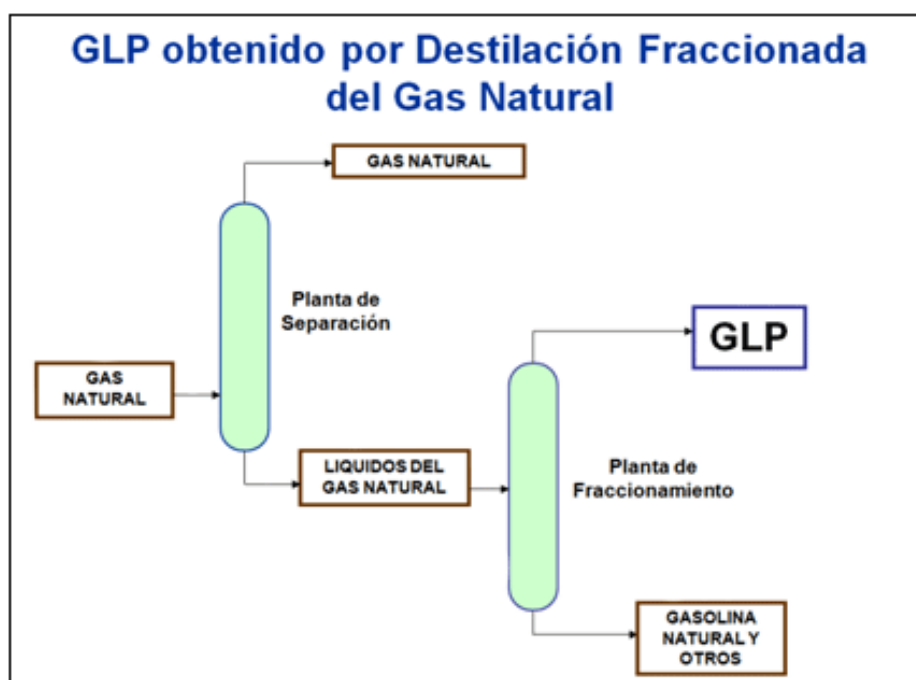 GLP obtenido por Destilación Fraccionada
del Gas Natural
GAS NATURAL
Planta de
Separación
GLP
GAS
NATURAL
LIQUIDOS DEL
GAS NATURAL
Planta de
Fraccionamiento
GASOLINA
NATURAL Y
OTROS